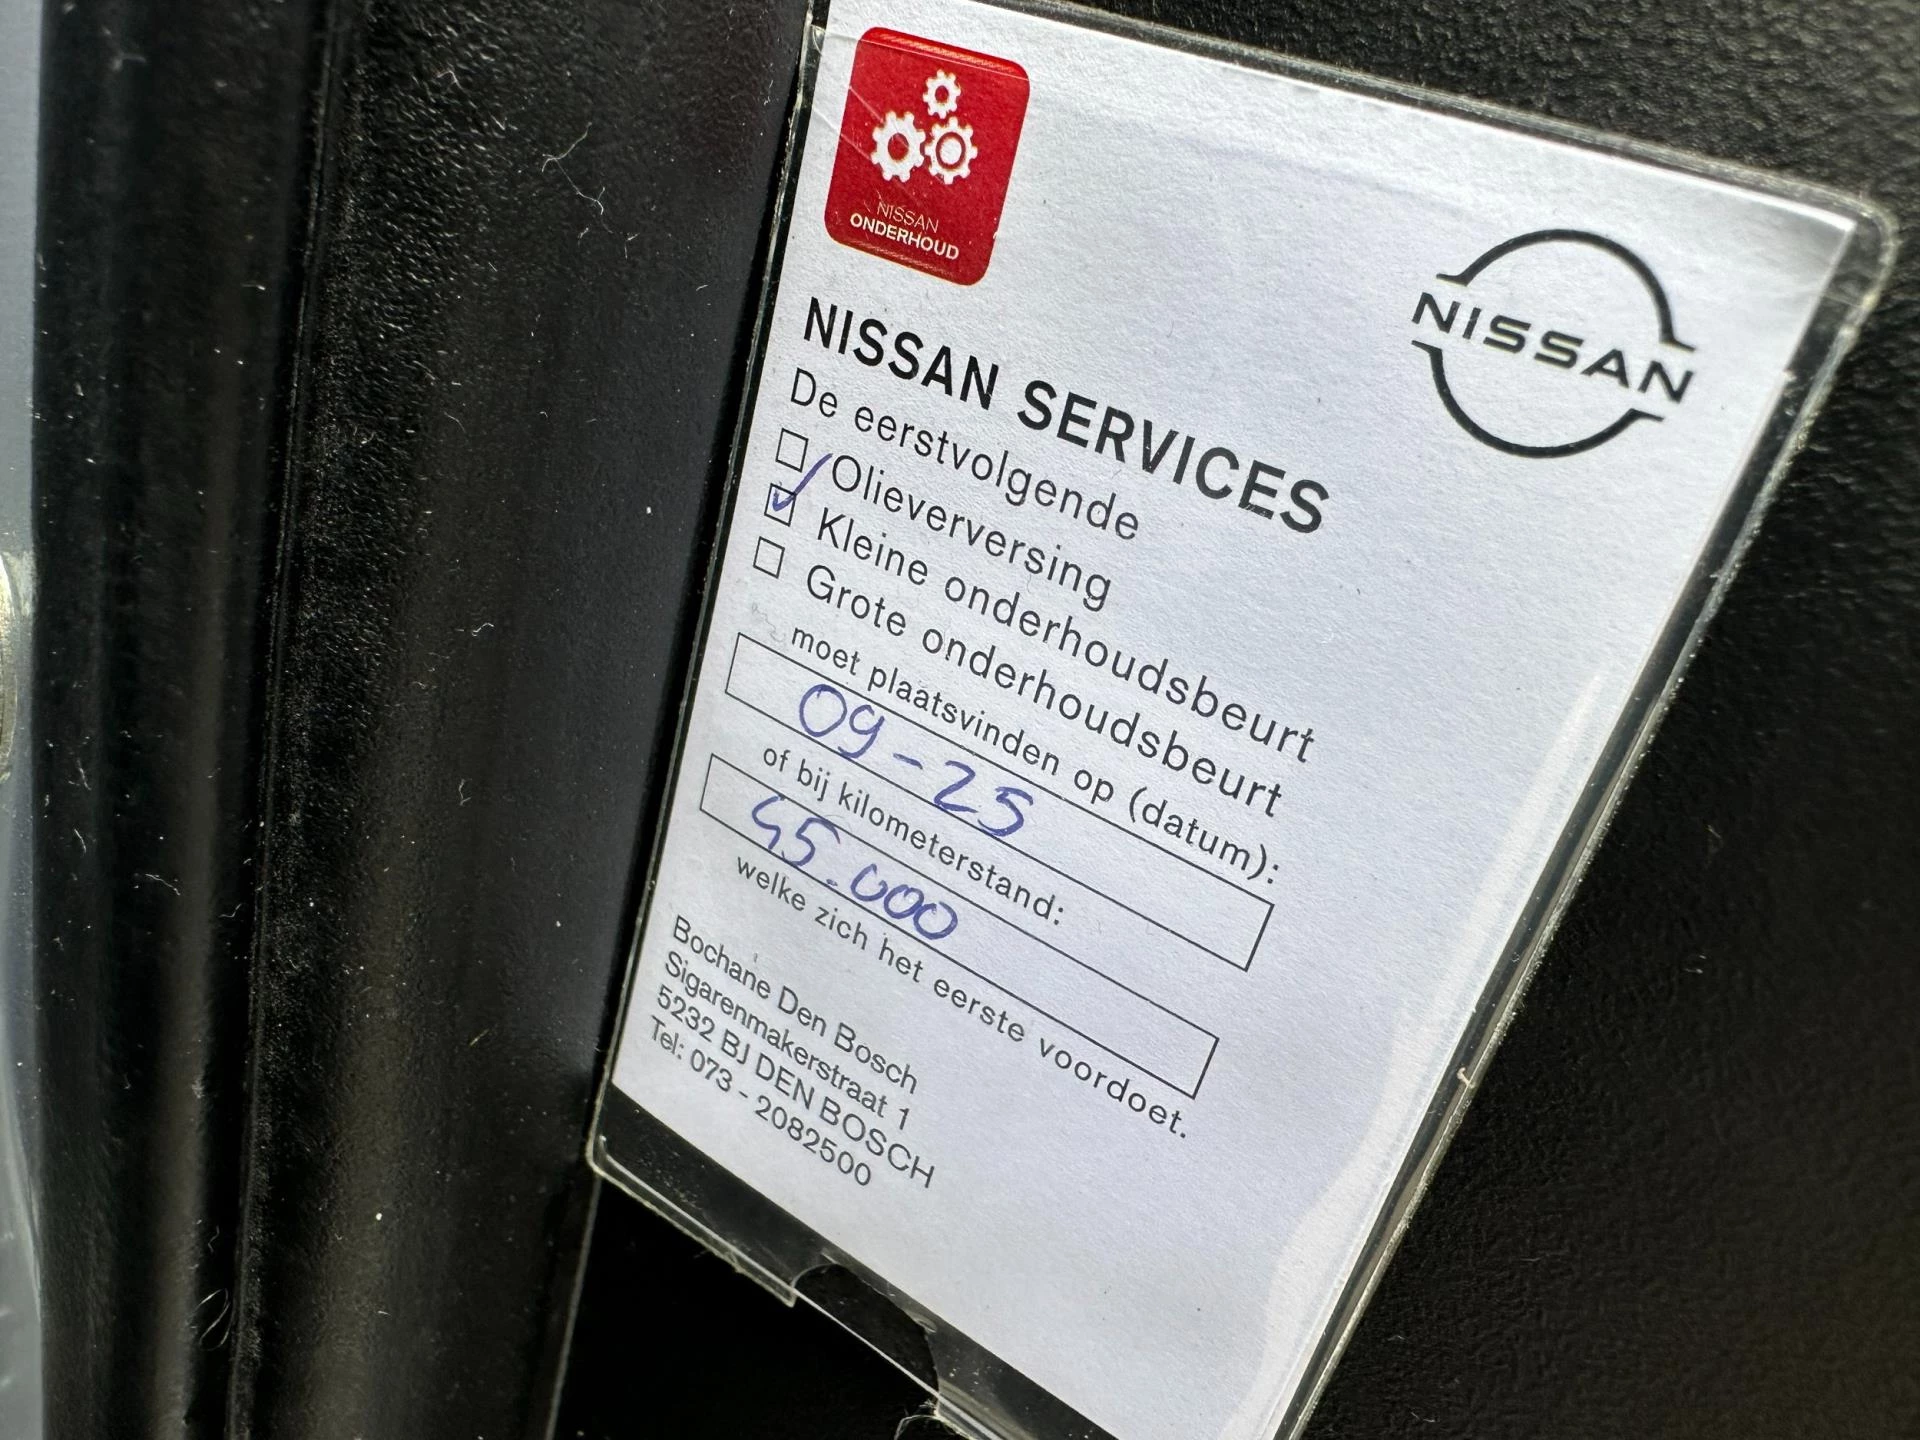 NISSAN
ONDERHOUD
NISSAN
NISSAN SERVICES
De eerstvolgende
Olieverversing
Kleine onderhoudsbeurt
Grote onderhoudsbeurt
moet plaatsvinden op (datum):
09-25
of bij kilometerstand:
45.000
welke zich het eerste voordoet.
Bochane Den Bosch
Sigarenmakerstraat 1
5232 BJ DEN BOSCH
Tel: 073 - 2082500